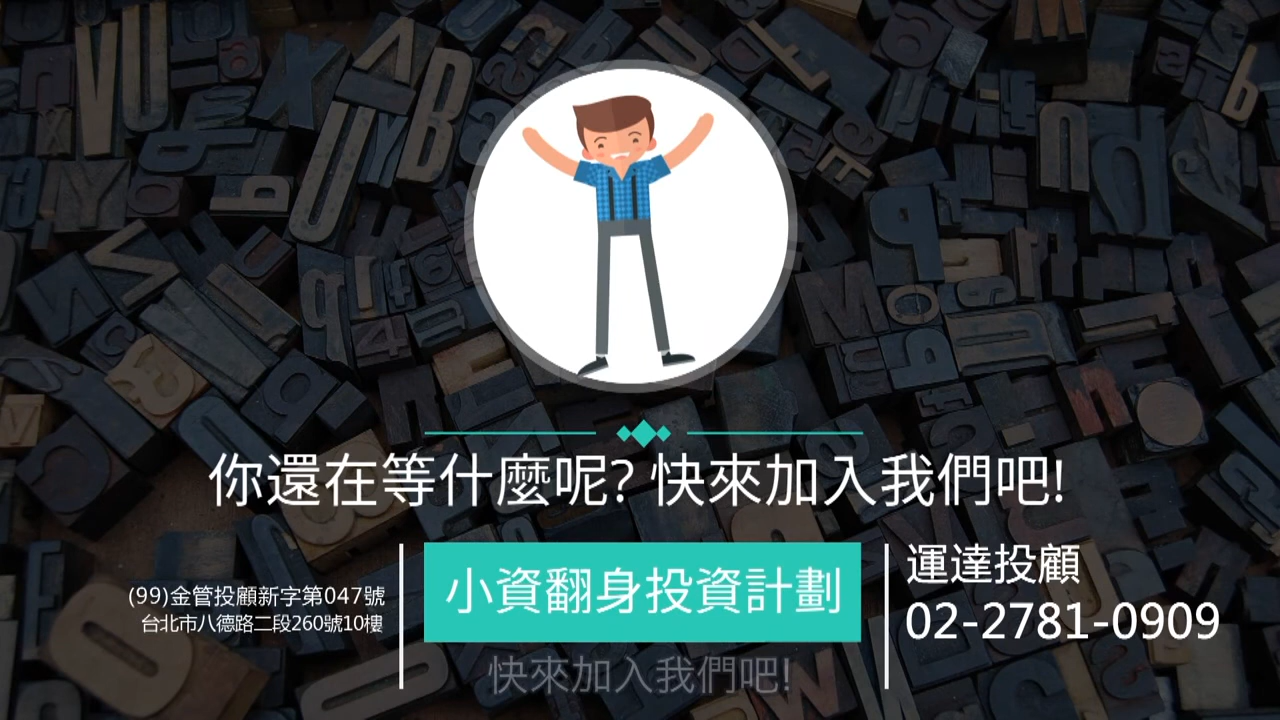 你還在等什麼呢? 快來加入我們吧!
(99)金管投顧新字第047號
台北市八德路二段260號10樓
小資翻身投資計劃
快來加入我們吧!
運達投顧
02-2781-0909